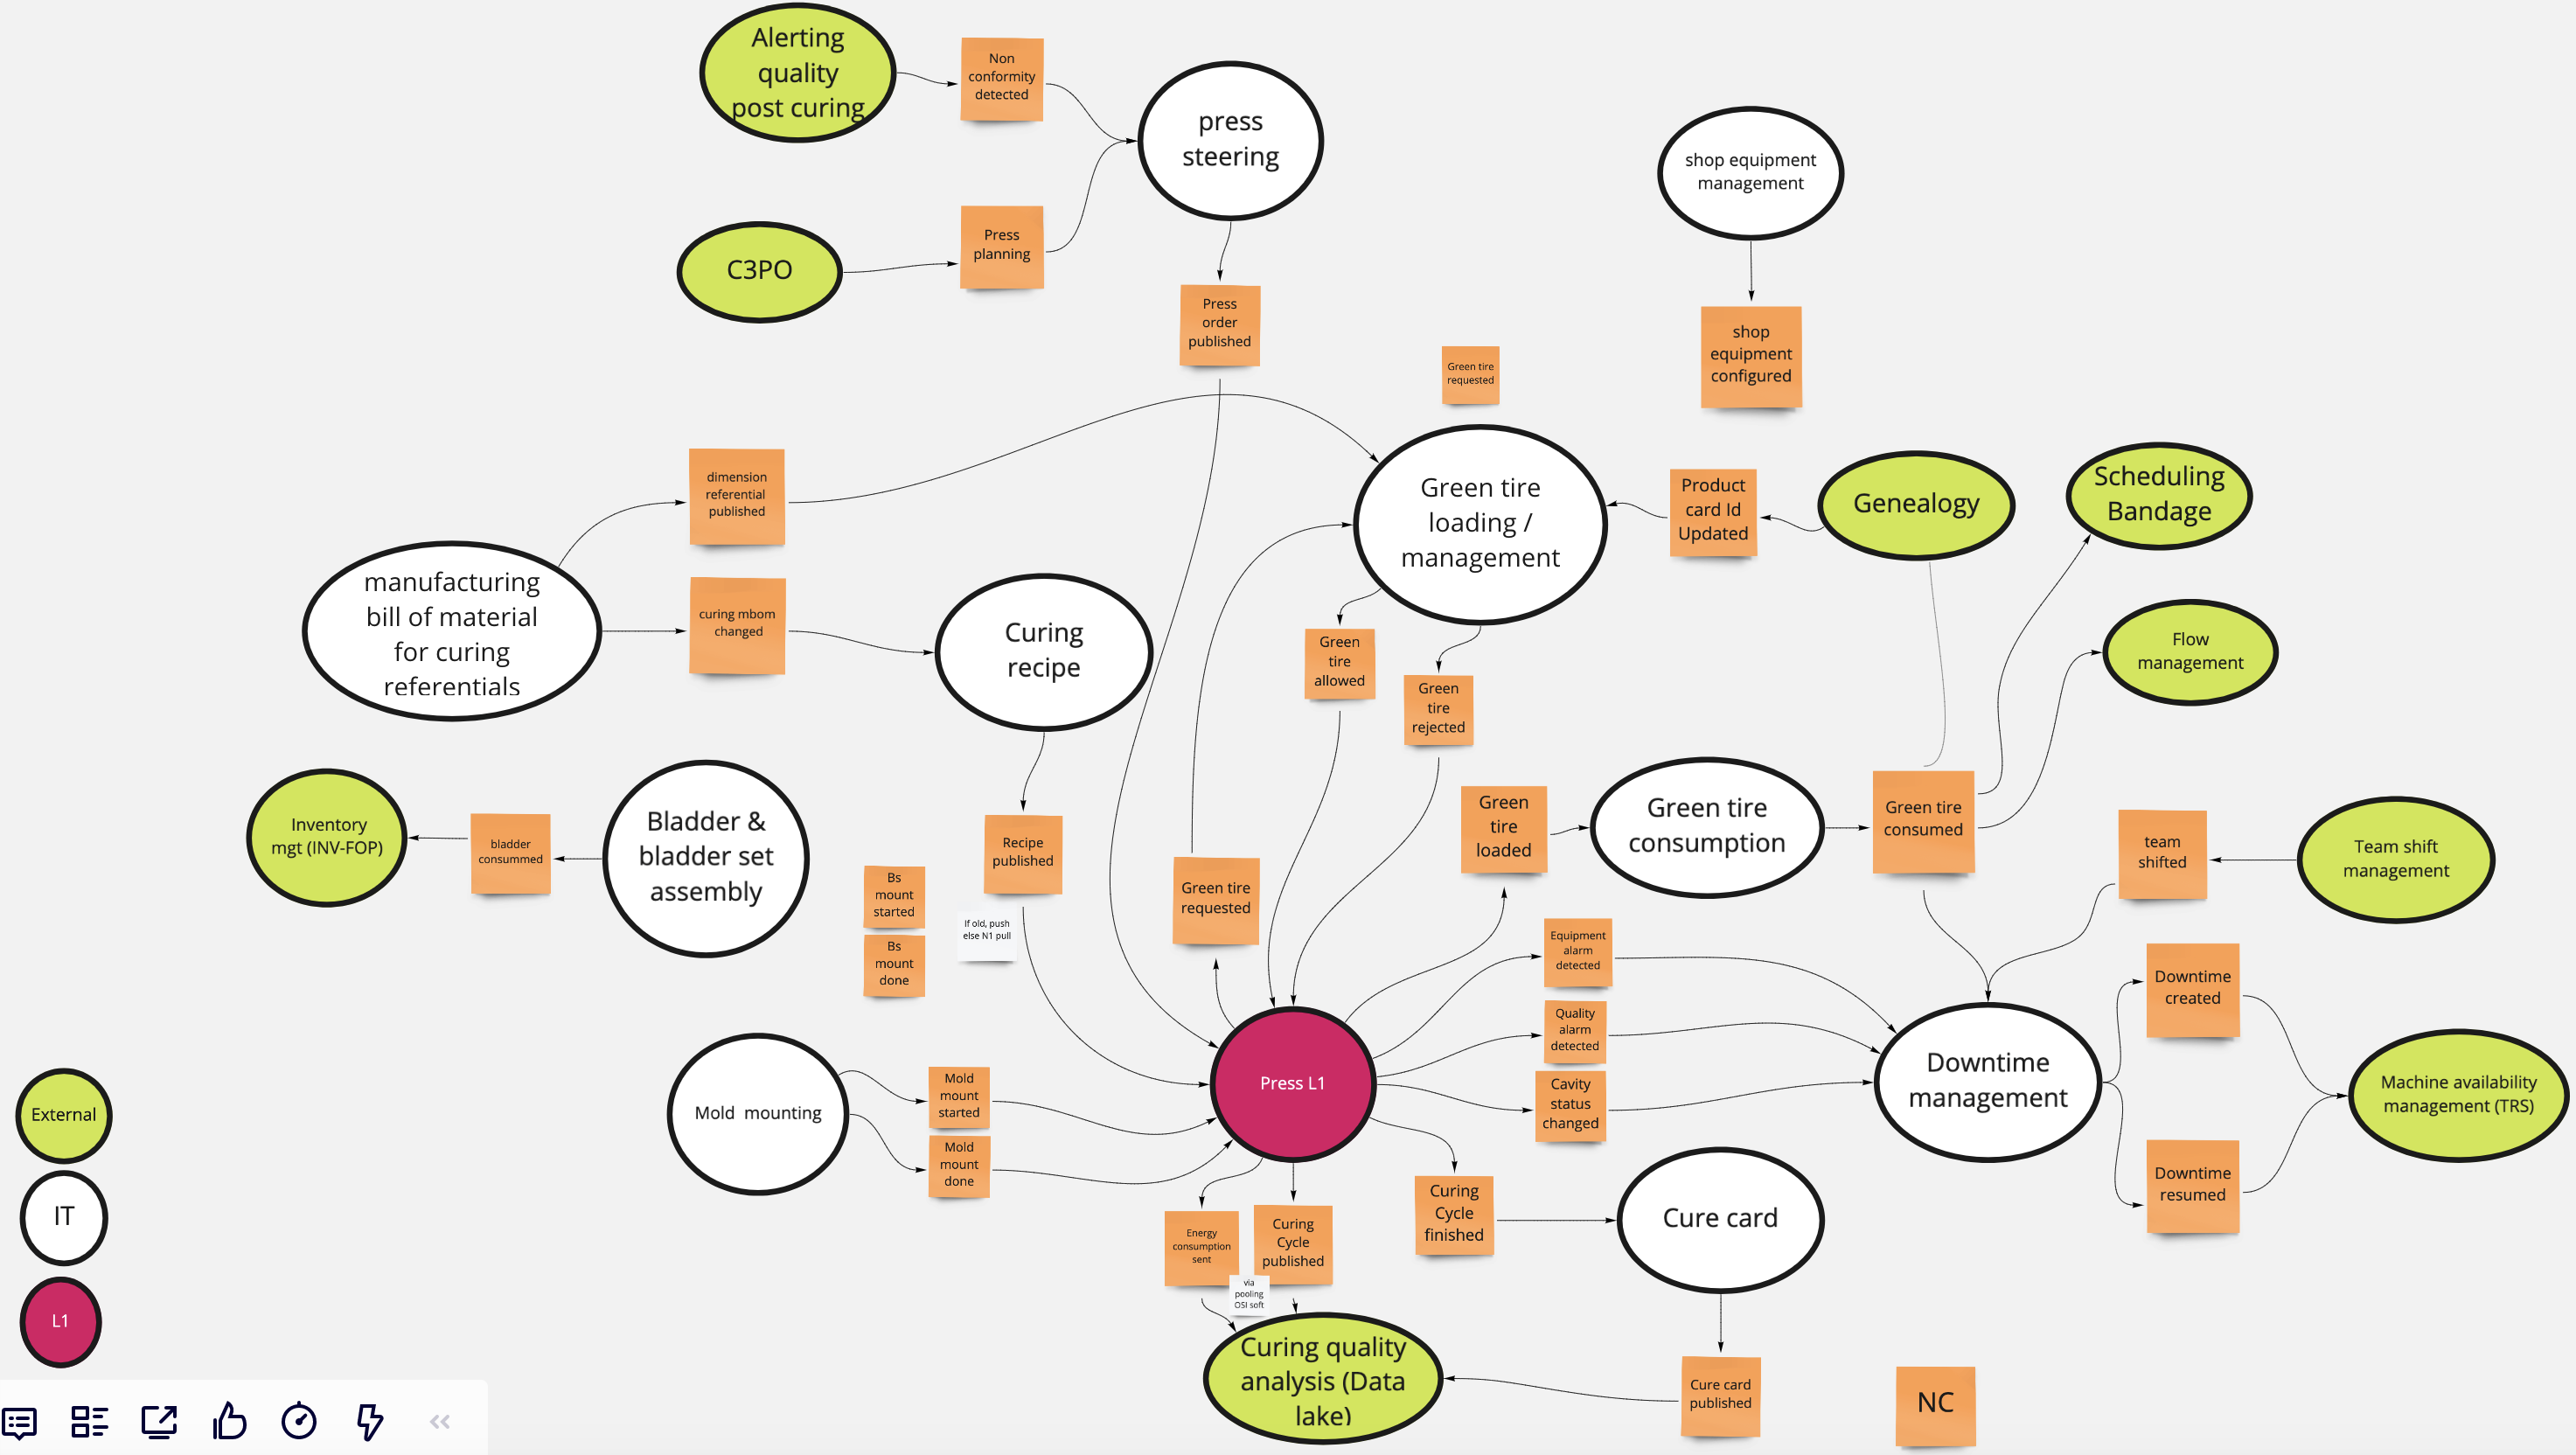 Alerting
quality
post curing
Non
conformity
detected
press
steering
C3PO
Press
planning
Press
order
published
shop equipment
management
shop
equipment
configured
Green tire
requested
dimension
referential
published
Green tire
loading /
management
Product
card Id
Updated
Genealogy
Scheduling
Bandage
manufacturing
bill of material
for curing
referentials
curing mbom
changed
Curing
recipe
Green
tire
allowed
Green
tire
rejected
Flow
management
Inventory
mgt (INV-FOP)
bladder
consummed
Bladder &
bladder set
assembly
Bs
mount
started
Bs
mount
done
Recipe
published
If old, push
else N1 pull
Green tire
requested
Green
tire
loaded
Green tire
consumption
Green tire
consumed
team
shifted
Team shift
management
Equipment
alarm
detected
Quality
alarm
detected
Cavity
status
changed
Downtime
management
Downtime
created
Downtime
resumed
Machine availability
management (TRS)
Mold mounting
Mold
mount
started
Mold
mount
done
Press L1
Energy
consumption
sent
Curing
Cycle
published
via
pooling
OSI soft
Curing
Cycle
finished
Cure card
Curing quality
analysis (Data
lake)
Cure card
published
NC
External
IT
L1